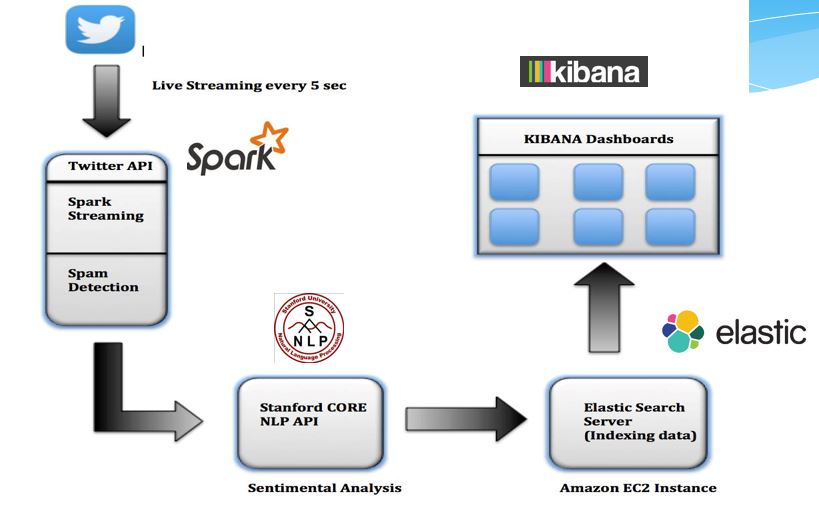 Live Streaming every 5 sec
kibana
Spark
Twitter API
Spark
Streaming
Spam
Detection
KIBANA Dashboards
Stanford University
S
NLP
Natural Language Processing
elastic
Stanford CORE
NLP API
Sentimental Analysis
Elastic Search
Server
(Indexing data)
Amazon EC2 Instance